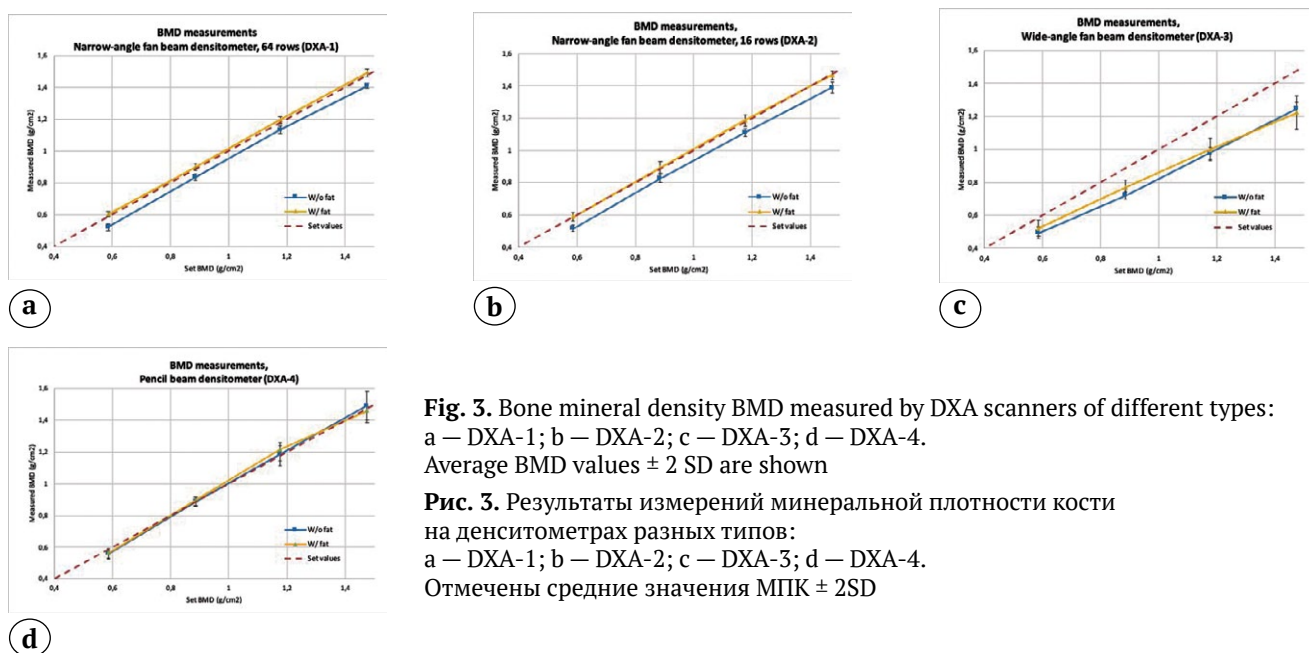 BMD measurements
Narrow-angle fan beam densitometer, 64 rows (DXA-1)
Measured BMD (g/cm2)
1,6
1,4
1,2
1
0,8
0,6
0,4
W/o fat
W/ fat
Set values
0,4 0,6 0,8 1 1,2 1,4
Set BMD (g/cm2)
a
BMD measurements,
Narrow-angle fan beam densitometer, 16 rows (DXA-2)
Measured BMD (g/cm2)
1,6
1,4
1,2
1
0,8
0,6
0,4
W/o fat
W/ fat
Set values
0,4 0,6 0,8 1 1,2 1,4
Set BMD (g/cm2)
b
BMD measurements,
Wide-angle fan beam densitometer (DXA-3)
Measured BMD (g/cm2)
1,6
1,4
1,2
1
0,8
0,6
0,4
W/o fat
W/ fat
Set values
0,4 0,6 0,8 1 1,2 1,4
Set BMD (g/cm2)
c
BMD measurements,
Pencil beam densitometer (DXA-4)
Measured BMD (g/cm2)
1,6
1,4
1,2
1
0,8
0,6
0,4
W/o fat
W/ fat
Set values
0,4 0,6 0,8 1 1,2 1,4
Set BMD (g/cm2)
d
Fig. 3. Bone mineral density BMD measured by DXA scanners of different types:
a — DXA-1; b — DXA-2; c — DXA-3; d — DXA-4.
Average BMD values ± 2 SD are shown
Рис. 3. Результаты измерений минеральной плотности кости
на денситометрах разных типов:
a — DXA-1; b — DXA-2; c — DXA-3; d — DXA-4.
Отмечены средние значения МПК ± 2SD